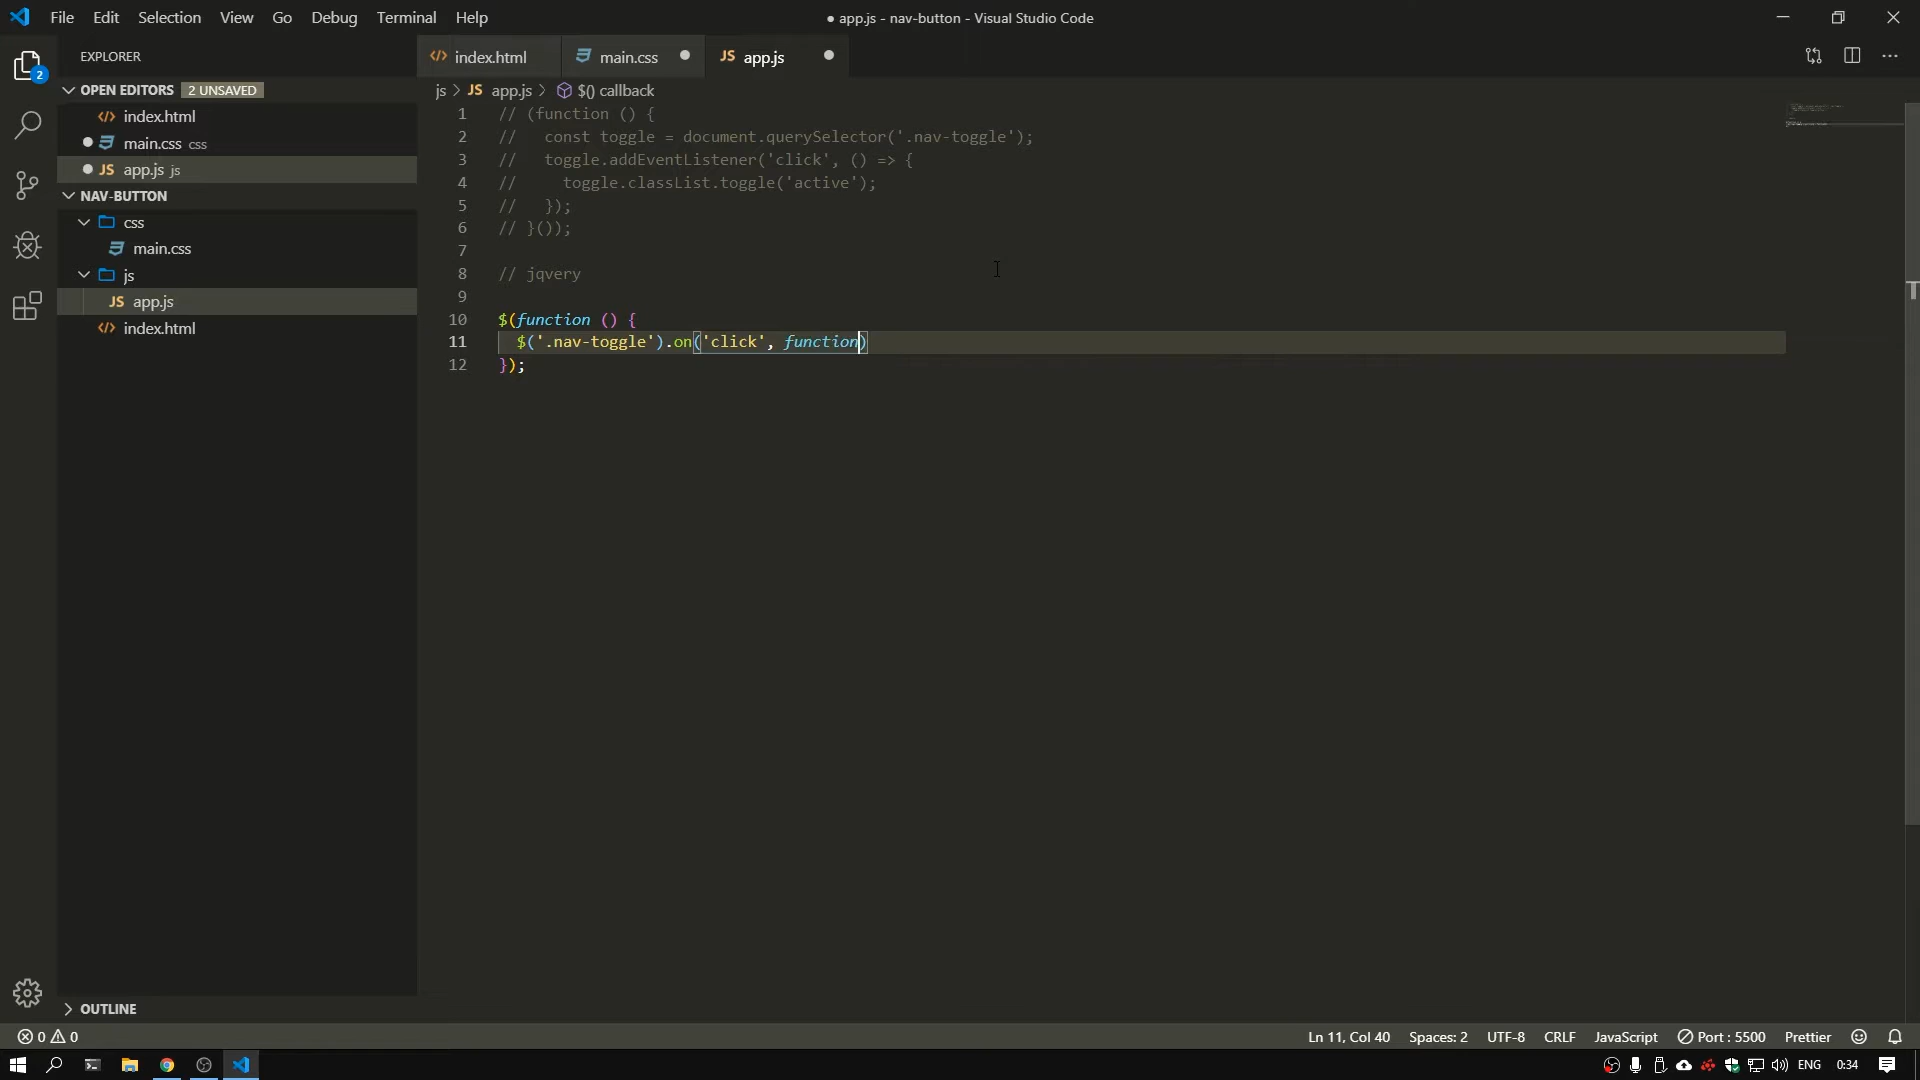 File Edit Selection View Go Debug Terminal Help
● app.js - nav-button - Visual Studio Code
EXPLORER
index.html
main.css
JS app.js
OPEN EDITORS 2 UNSAVED
index.html
main.css css
JS app.js js
NAV-BUTTON
css
main.css
js
JS app.js
index.html
OUTLINE
2
js > JS app.js > $() callback
1 // (function () {
2 //   const toggle = document.querySelector('.nav-toggle');
3 //   toggle.addEventListener('click', () => {
4 //     toggle.classList.toggle('active');
5 //   });
6 // }());
7
8 // jqvery
9
10 $(function () {
11   $('.nav-toggle').on('click', function)
12 });
0 0
Ln 11, Col 40 Spaces: 2 UTF-8 CRLF JavaScript Port : 5500 Prettier
ENG 0:34